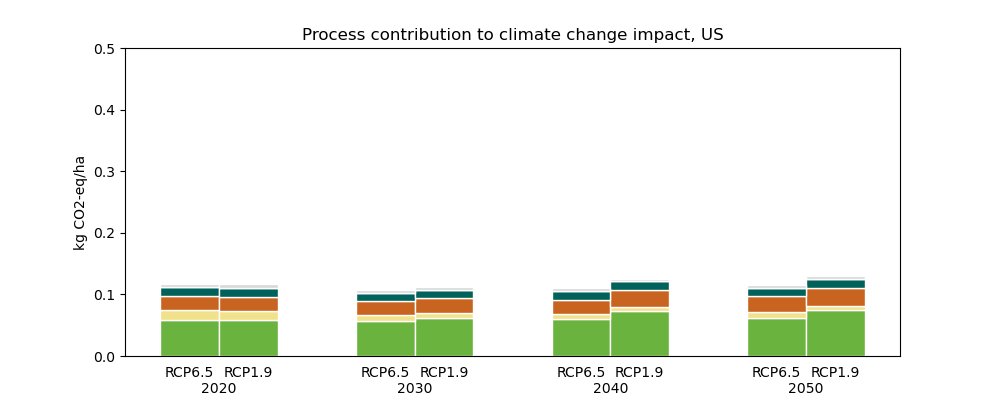 Process contribution to climate change impact, US
kg CO2-eq/ha
0.5
0.4
0.3
0.2
0.1
0.0
RCP6.5 RCP1.9 RCP6.5 RCP1.9 RCP6.5 RCP1.9 RCP6.5 RCP1.9
2020 2030 2040 2050